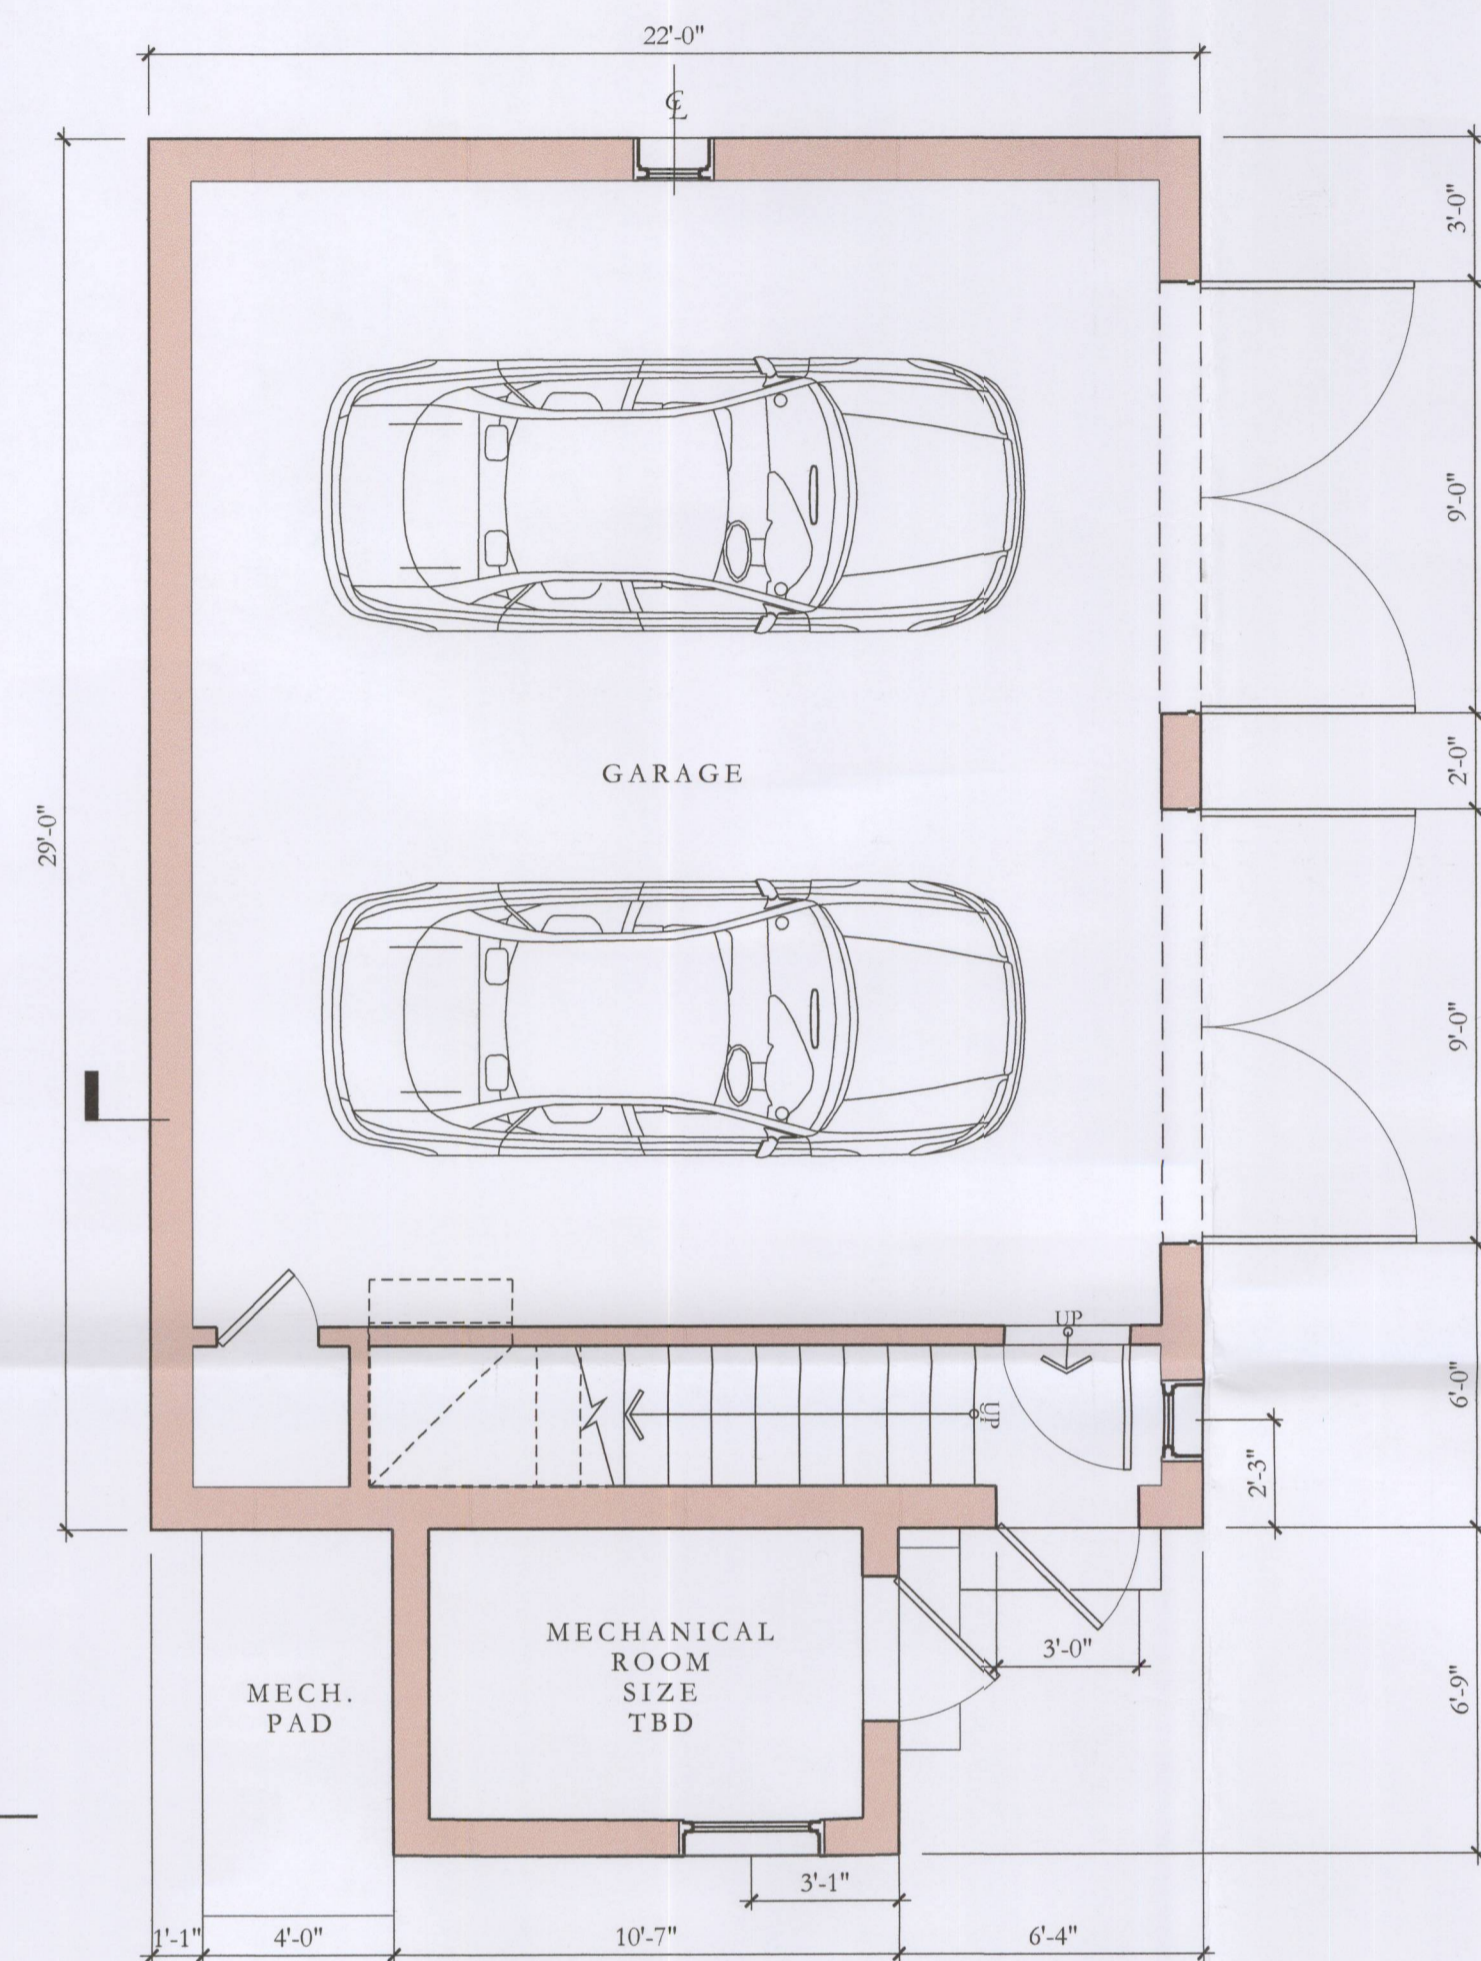 22'-0"
C L
3'-0"
9'-0"
2'-0"
GARAGE
29'-0"
9'-0"
UP
UP
6'-0"
2'-3"
MECHANICAL
ROOM
SIZE
TBD
MECH.
PAD
3'-0"
6'-9"
3'-1"
1'-1"
4'-0"
10'-7"
6'-4"